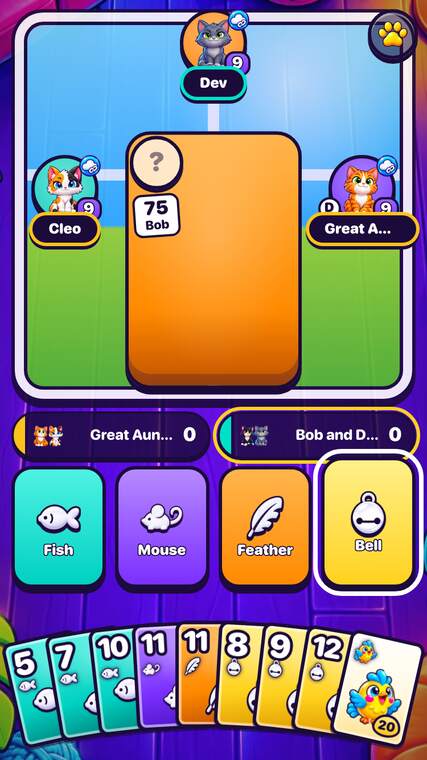 9
Dev
?
75
Bob
9
Cleo
D
9
Great A...
Great Aun... 0
Bob and D... 0
Fish
Mouse
Feather
Bell
5
7
10
11
11
8
9
12
20